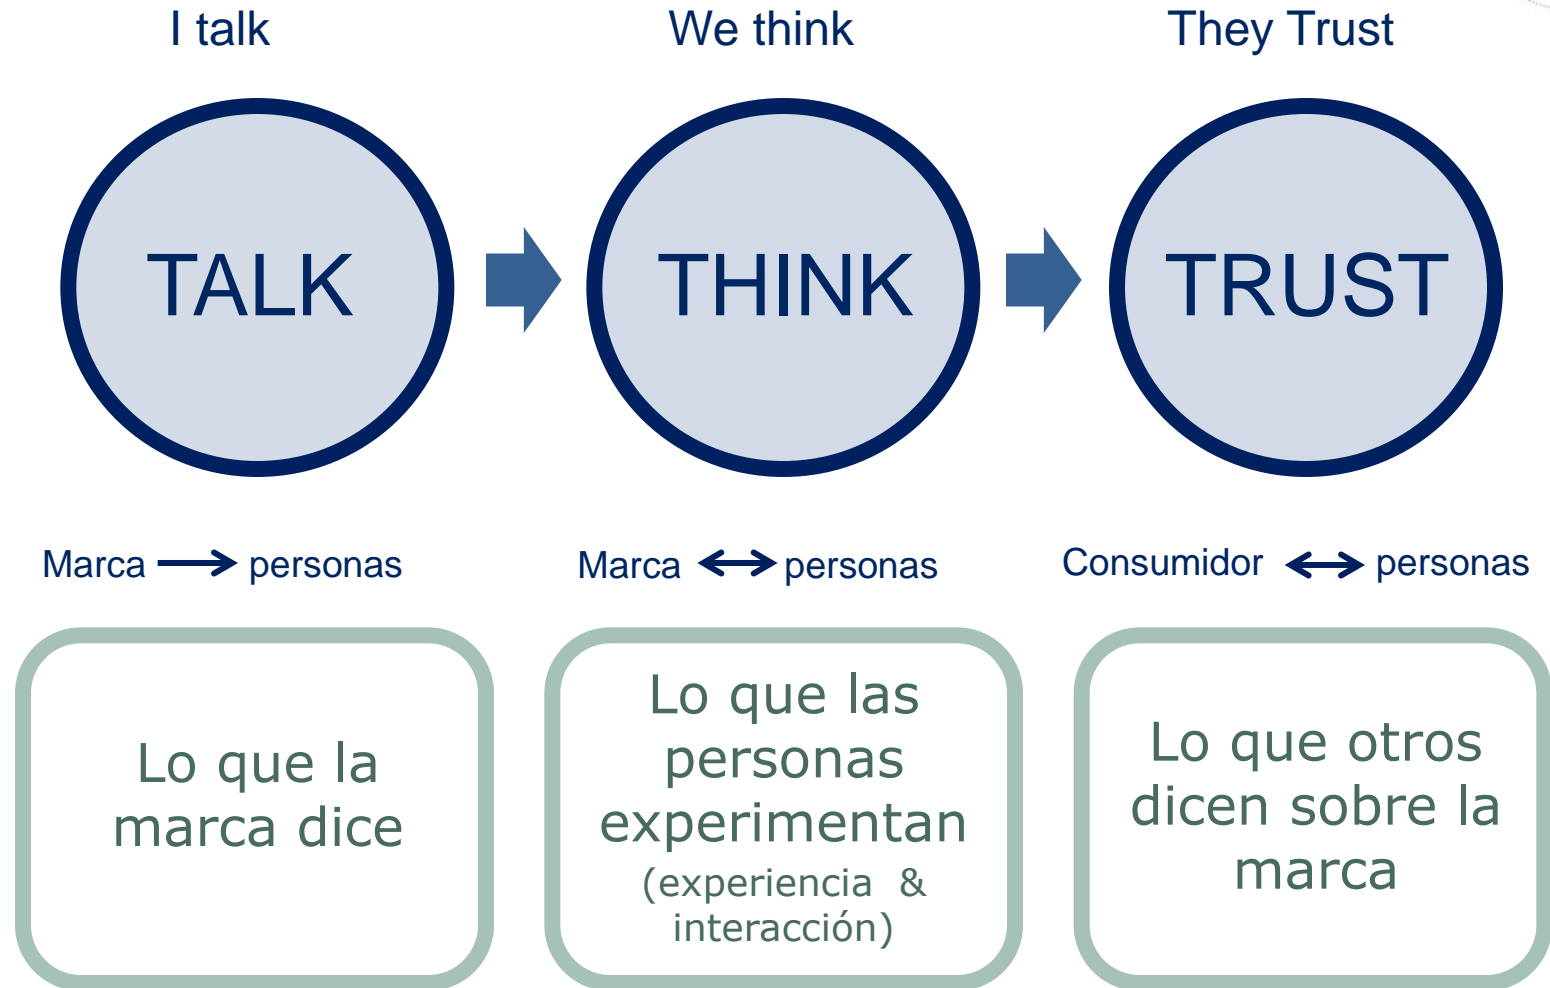 I talk
We think
They Trust
TALK
THINK
TRUST
Marca
personas
Marca
personas
Consumidor
personas
Lo que la
marca dice
Lo que las
personas
experimentan
(experiencia &
interacción)
Lo que otros
dicen sobre la
marca